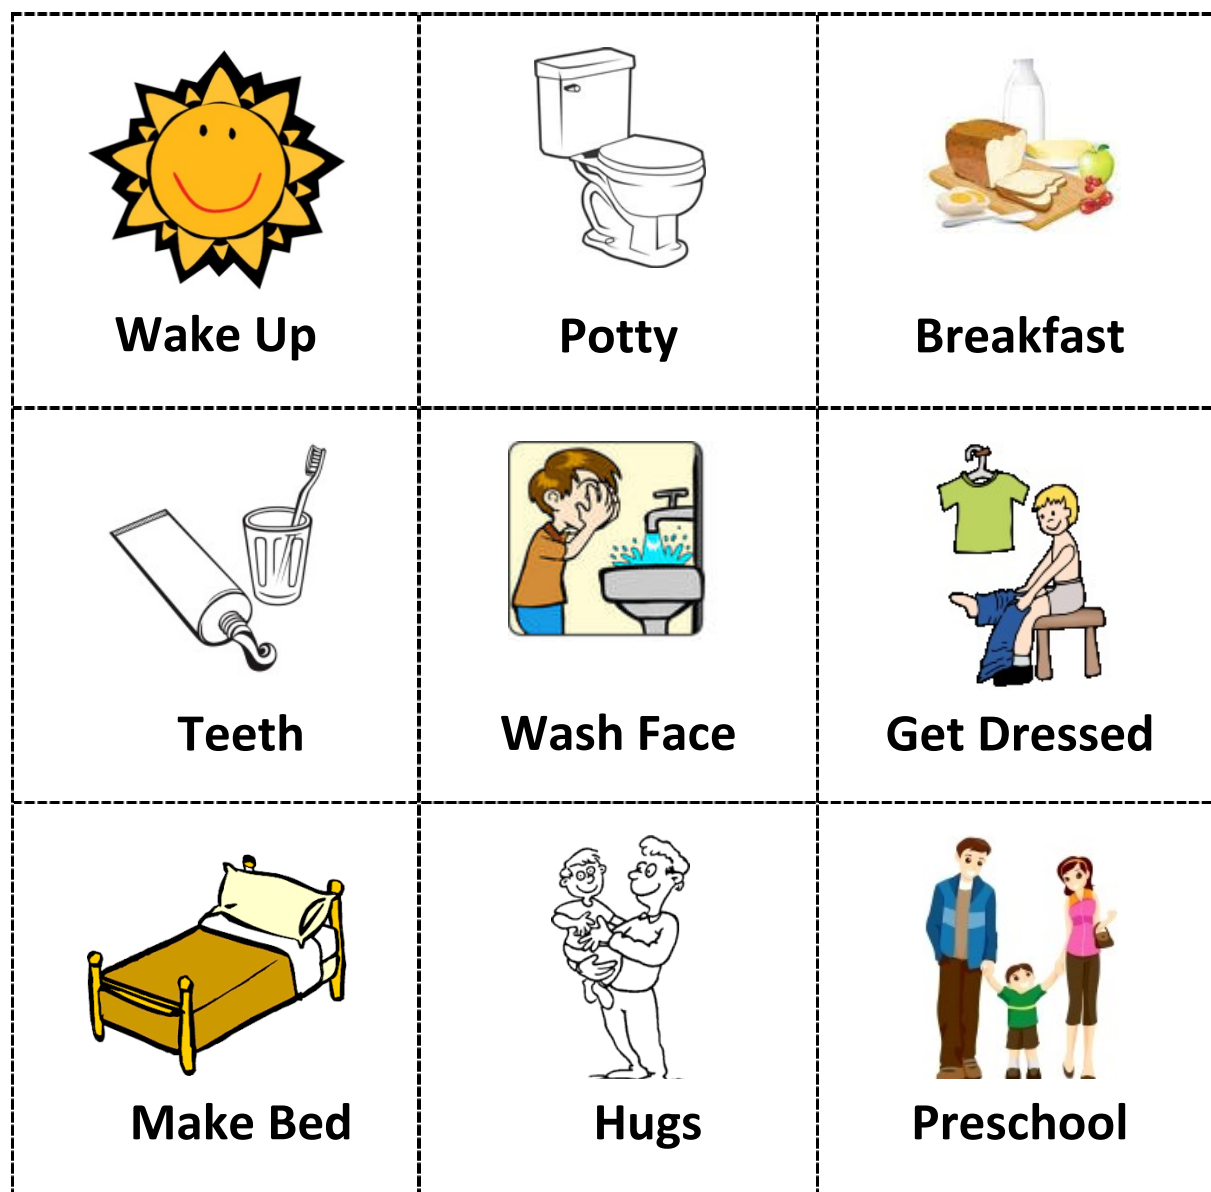 Wake Up
Potty
Breakfast
Teeth
Wash Face
Get Dressed
Make Bed
Hugs
Preschool